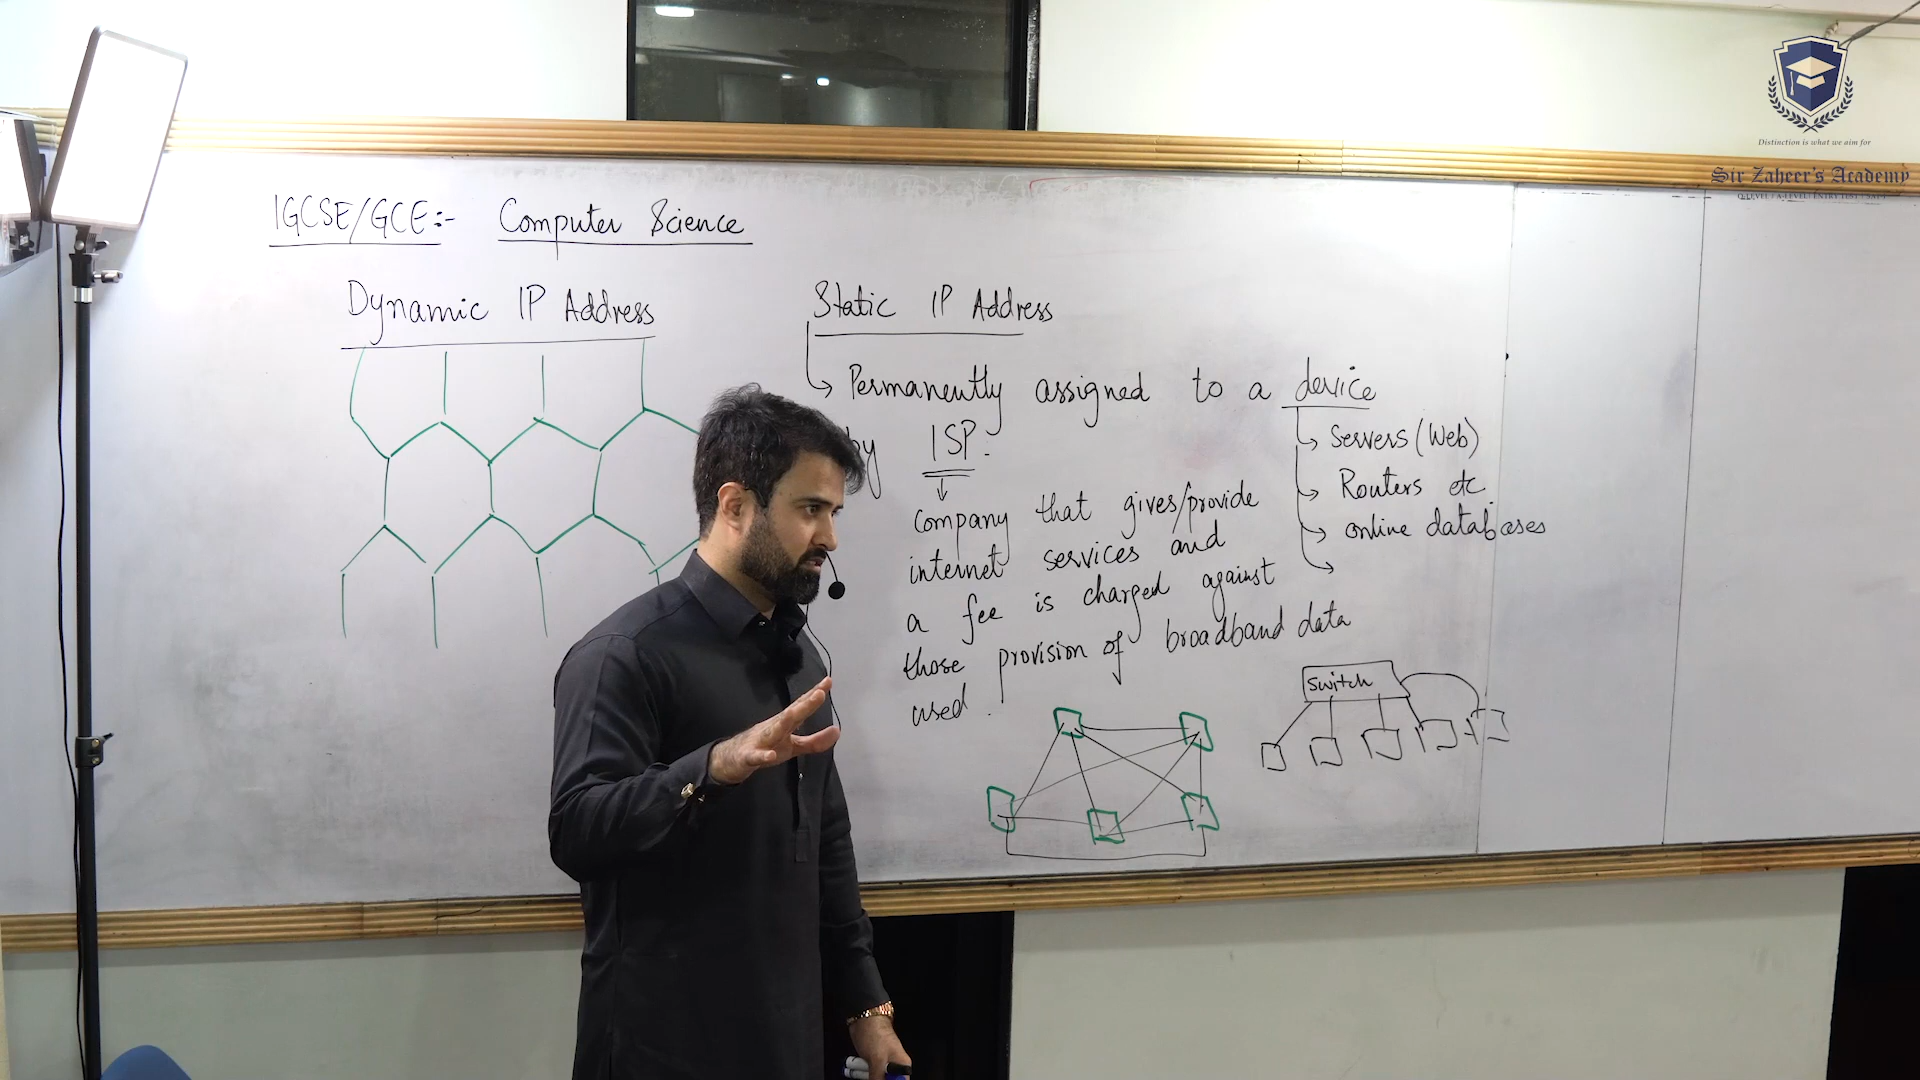 Distinction is what we aim for
Sir Zaheer's Academy
IGCSE/GCE:- Computer Science
Dynamic IP Address
Static IP Address
Permanently assigned to a device
by ISP.
Servers (Web)
Routers etc.
online databases
company that gives/provide
internet services and
a fee is charged against
those provision of broadband data
used.
Switch